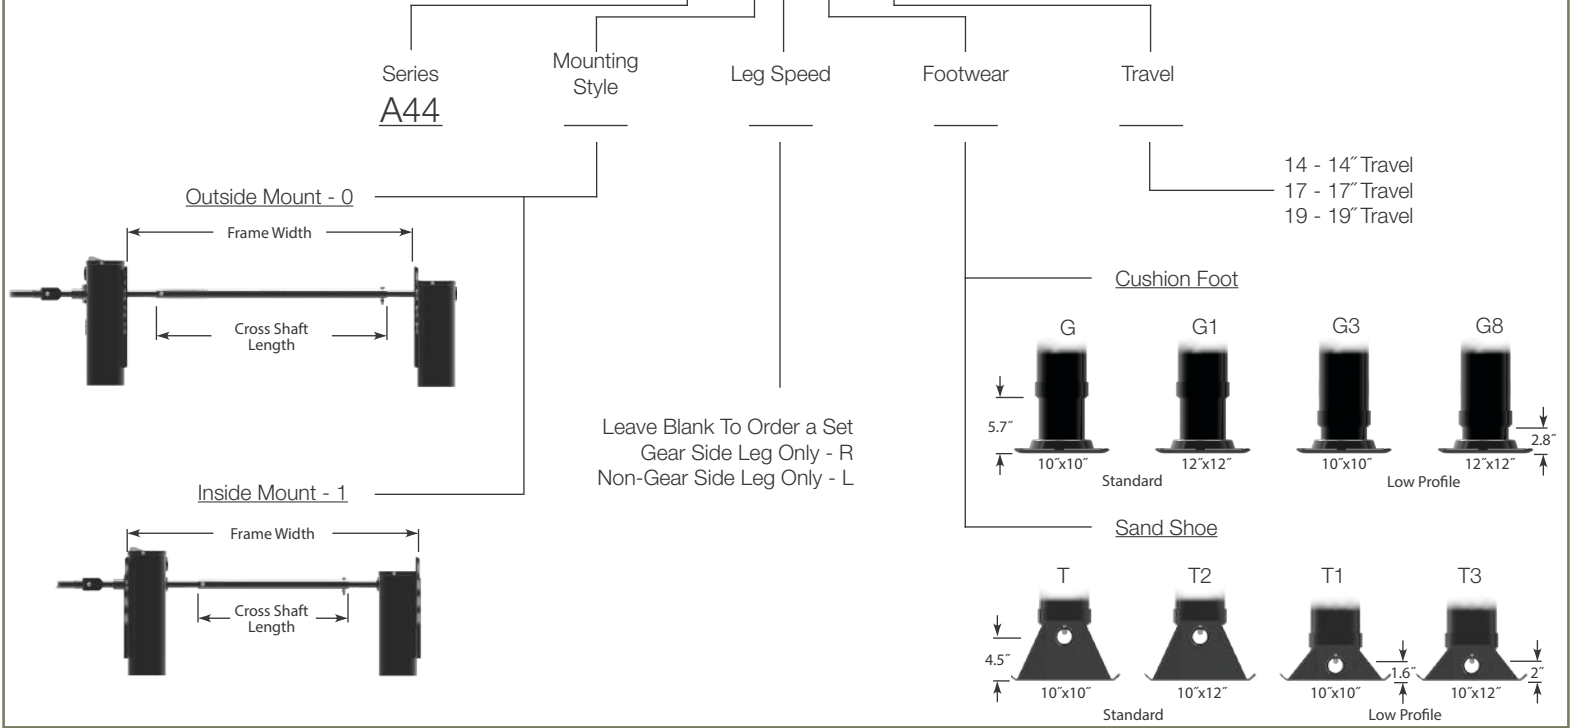 Series
A44
Mounting
Style
Leg Speed
Footwear
Travel
14 - 14˝ Travel
17 - 17˝ Travel
19 - 19˝ Travel
Outside Mount - 0
Frame Width
Cross Shaft
Length
Leave Blank To Order a Set
Gear Side Leg Only - R
Non-Gear Side Leg Only - L
Inside Mount - 1
Frame Width
Cross Shaft
Length
Cushion Foot
G G1 G3 G8
5.7˝
2.8˝
10˝x10˝ 12˝x12˝ 10˝x10˝ 12˝x12˝
Standard Low Profile
Sand Shoe
T T2 T1 T3
4.5˝
1.6˝
2˝
10˝x10˝ 10˝x12˝ 10˝x10˝ 10˝x12˝
Standard Low Profile